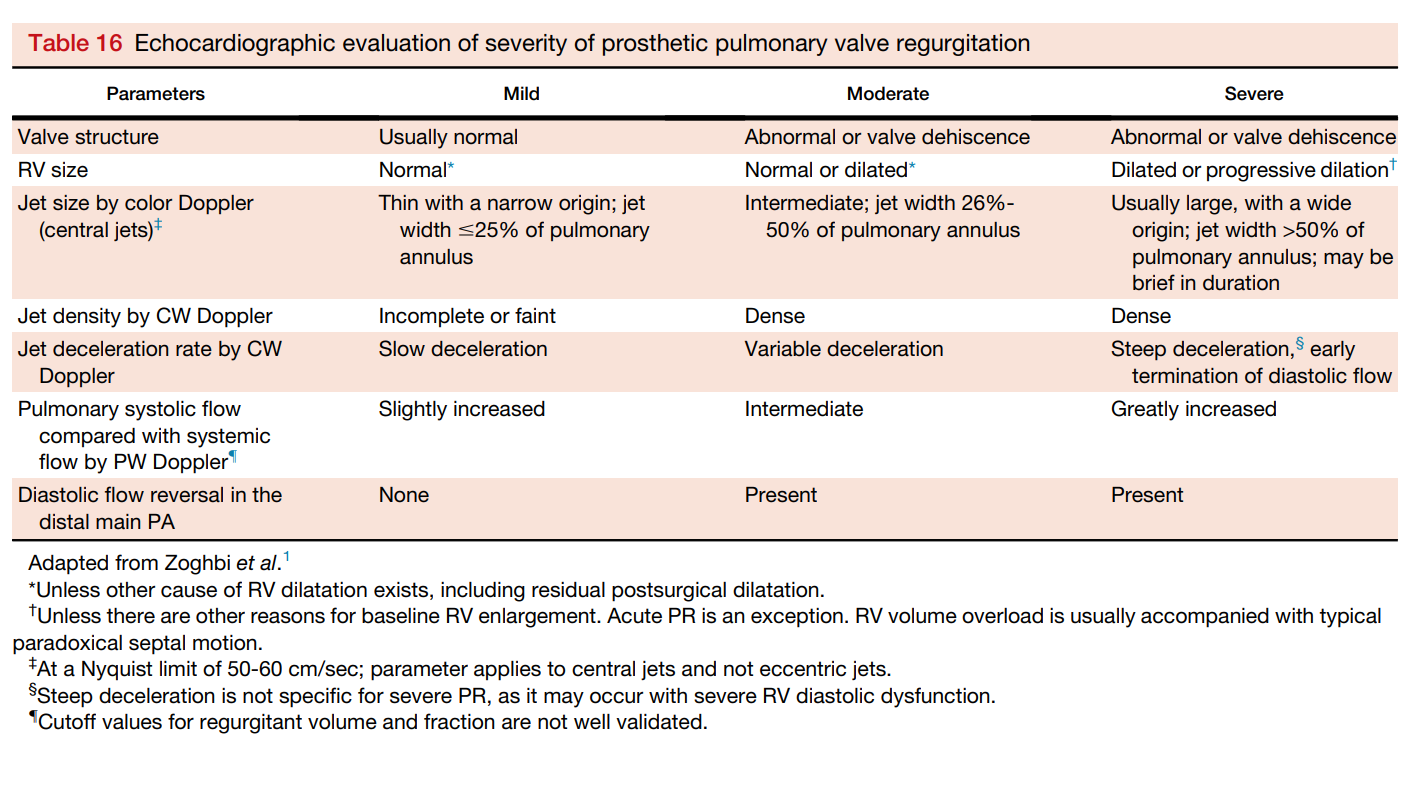 Table 16 Echocardiographic evaluation of severity of prosthetic pulmonary valve regurgitation
Parameters Mild Moderate Severe
Valve structure Usually normal Abnormal or valve dehiscence Abnormal or valve dehiscence
RV size Normal* Normal or dilated* Dilated or progressive dilation†
Jet size by color Doppler Thin with a narrow origin; jet Intermediate; jet width 26%- Usually large, with a wide
(central jets)‡ width ≤25% of pulmonary 50% of pulmonary annulus origin; jet width >50% of
annulus pulmonary annulus; may be
brief in duration
Jet density by CW Doppler Incomplete or faint Dense Dense
Jet deceleration rate by CW Slow deceleration Variable deceleration Steep deceleration,§ early
Doppler termination of diastolic flow
Pulmonary systolic flow Slightly increased Intermediate Greatly increased
compared with systemic
flow by PW Doppler¶
Diastolic flow reversal in the None Present Present
distal main PA
Adapted from Zoghbi et al.1
*Unless other cause of RV dilatation exists, including residual postsurgical dilatation.
†Unless there are other reasons for baseline RV enlargement. Acute PR is an exception. RV volume overload is usually accompanied with typical
paradoxical septal motion.
‡At a Nyquist limit of 50-60 cm/sec; parameter applies to central jets and not eccentric jets.
§Steep deceleration is not specific for severe PR, as it may occur with severe RV diastolic dysfunction.
¶Cutoff values for regurgitant volume and fraction are not well validated.